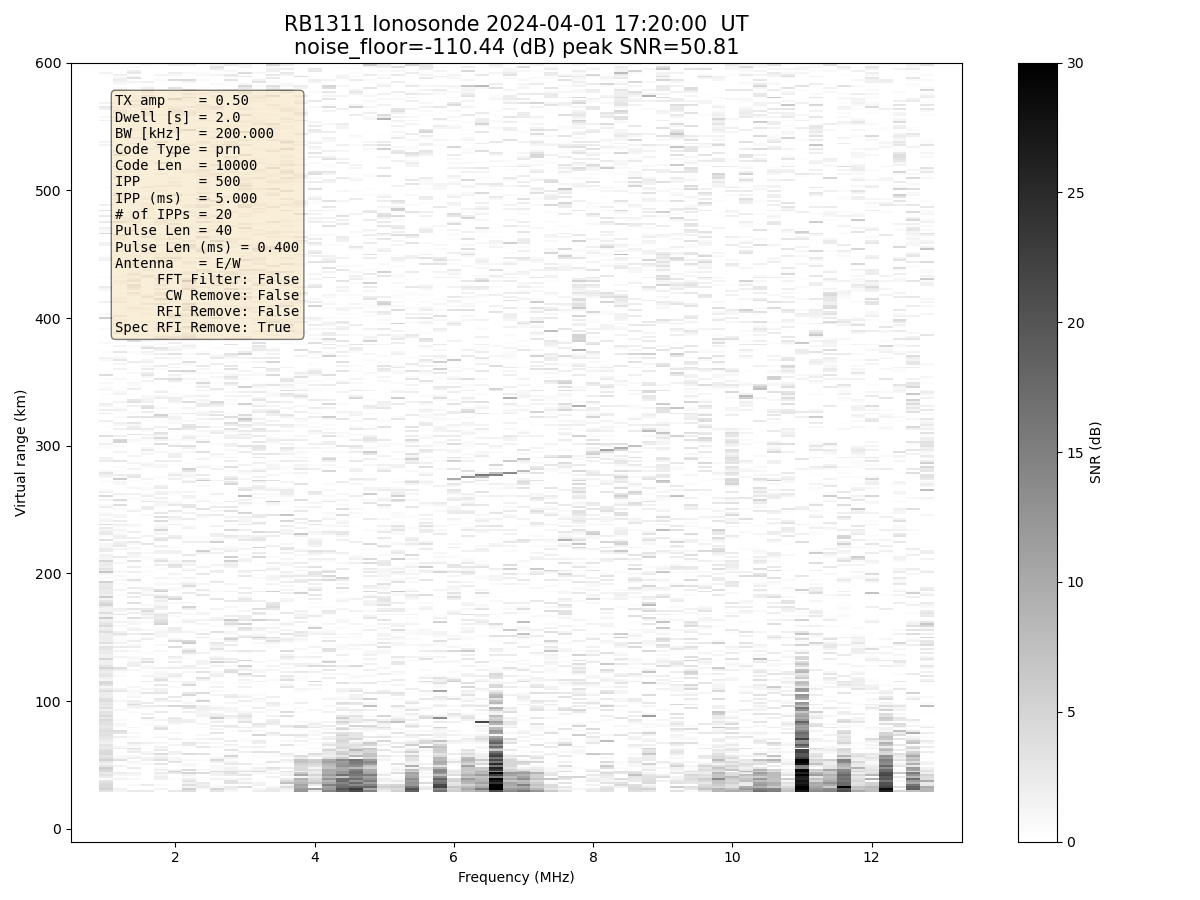 RB1311 Ionosonde 2024-04-01 17:20:00  UT
noise_floor=-110.44 (dB) peak SNR=50.81
TX amp    = 0.50
Dwell [s] = 2.0
BW [kHz]  = 200.000
Code Type = prn
Code Len  = 10000
IPP       = 500
IPP (ms)  = 5.000
# of IPPs = 20
Pulse Len = 40
Pulse Len (ms) = 0.400
Antenna   = E/W
FFT Filter: False
CW Remove: False
RFI Remove: False
Spec RFI Remove: True
600
500
400
300
200
100
0
Virtual range (km)
2
4
6
8
10
12
Frequency (MHz)
30
25
20
15
10
5
0
SNR (dB)